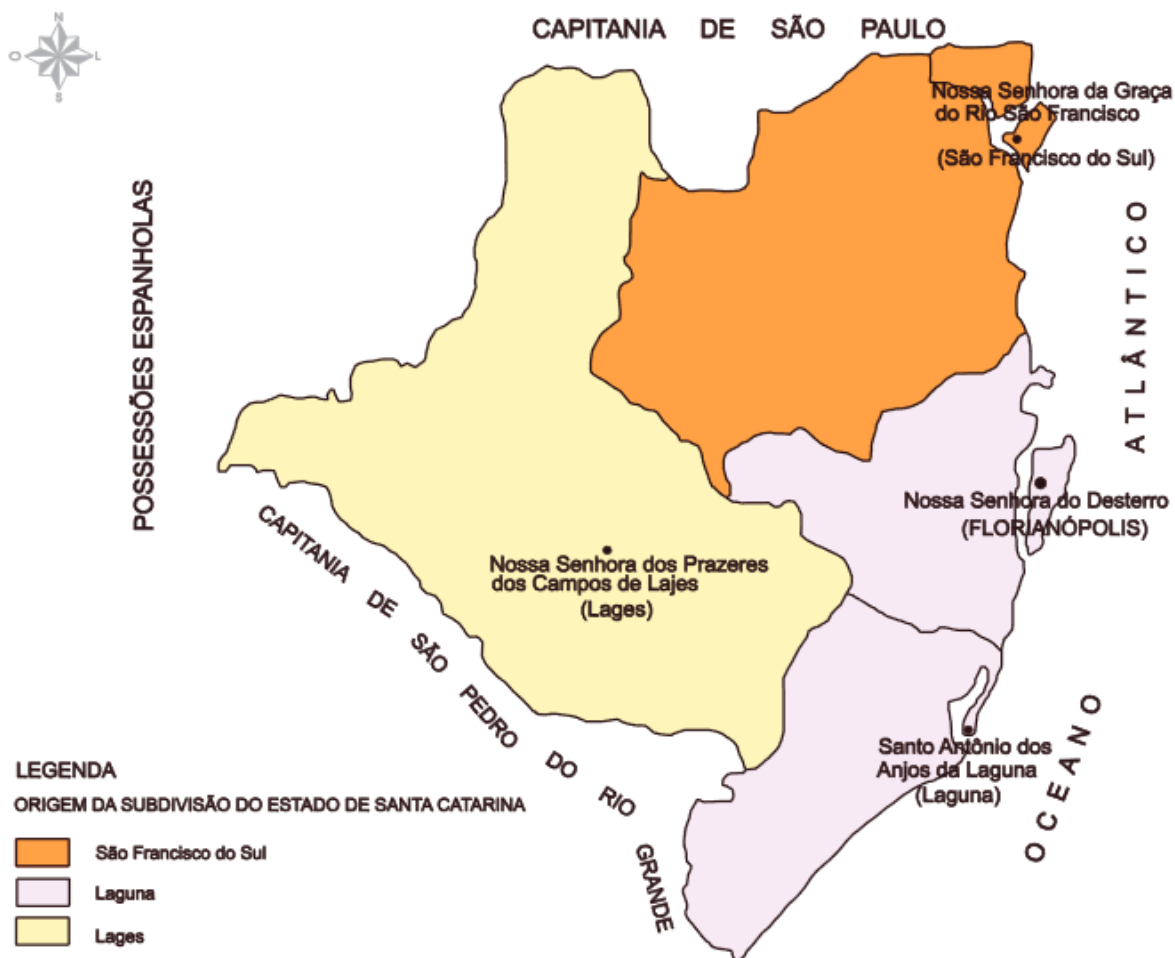 N
O
L
S
CAPITANIA DE SÃO PAULO
Nossa Senhora da Graça
do Rio São Francisco
(São Francisco do Sul)
POSSESSÕES ESPANHOLAS
ATLÂNTICO
Nossa Senhora do Desterro
(FLORIANÓPOLIS)
CAPITANIA DE SÃO PEDRO DO RIO GRANDE
Nossa Senhora dos Prazeres
dos Campos de Lajes
(Lages)
Santo Antônio dos
Anjos da Laguna
(Laguna)
OCEANO
LEGENDA
ORIGEM DA SUBDIVISÃO DO ESTADO DE SANTA CATARINA
São Francisco do Sul
Laguna
Lages